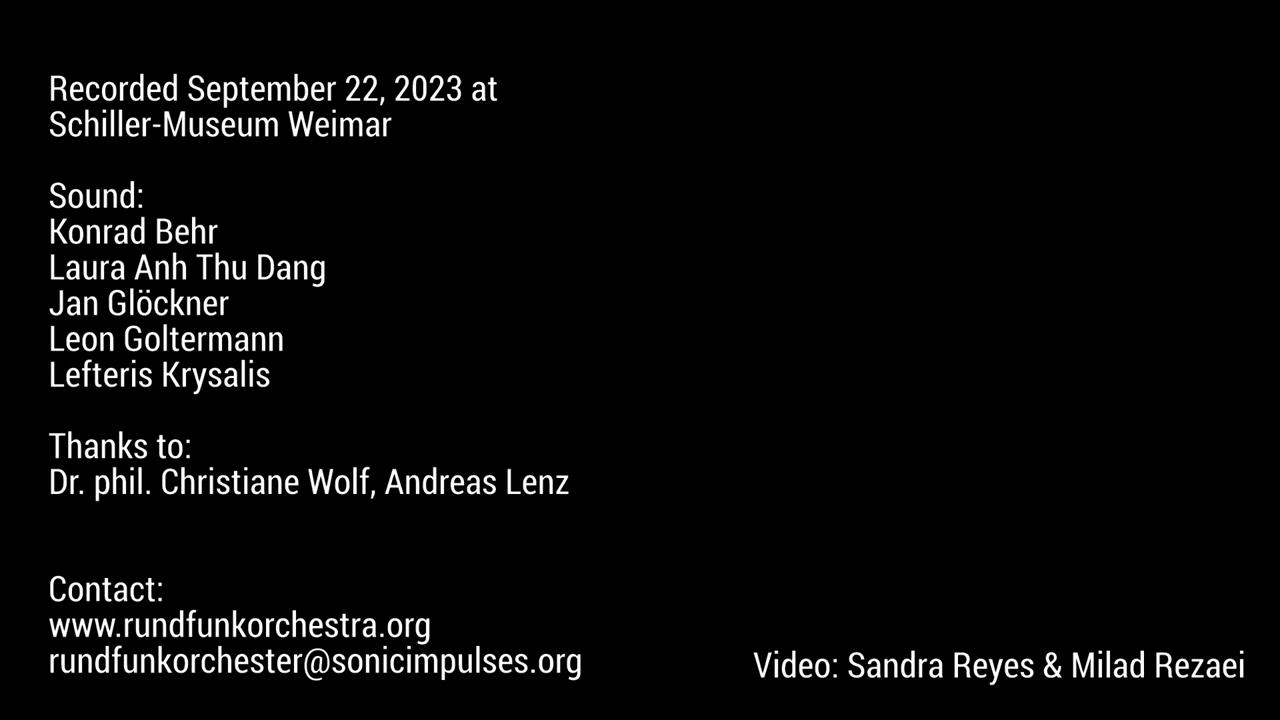 Recorded September 22, 2023 at
Schiller-Museum Weimar
Sound:
Konrad Behr
Laura Anh Thu Dang
Jan Glöckner
Leon Goltermann
Lefteris Krysalis
Thanks to:
Dr. phil. Christiane Wolf, Andreas Lenz
Contact:
www.rundfunkorchestra.org
rundfunkorchester@sonicimpulses.org
Video: Sandra Reyes & Milad Rezaei